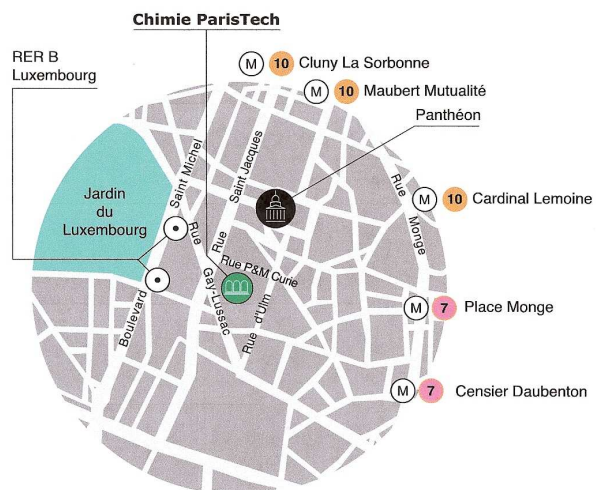 Chimie ParisTech
RER B
Luxembourg
M 10 Cluny La Sorbonne
M 10 Maubert Mutualité
Panthéon
Saint Michel
Saint Jacques
Rue
Monge
Jardin
du
Luxembourg
M 10 Cardinal Lemoine
Rue
Rue
Rue P&M Curie
Gay-Lussac
Boulevard
Rue d'Ulm
M 7 Place Monge
M 7 Censier Daubenton